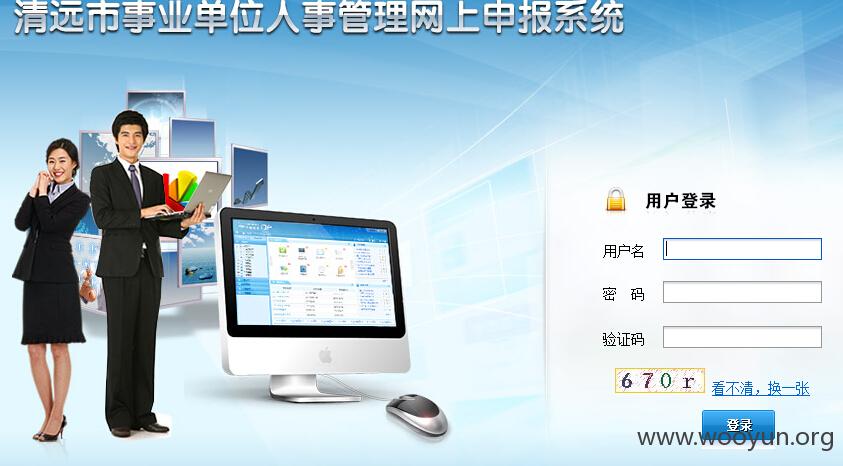 清远市事业单位人事管理网上申报系统
用户登录
用户名
密 码
验证码
670r 看不清，换一张
登录
www.wooyun.org